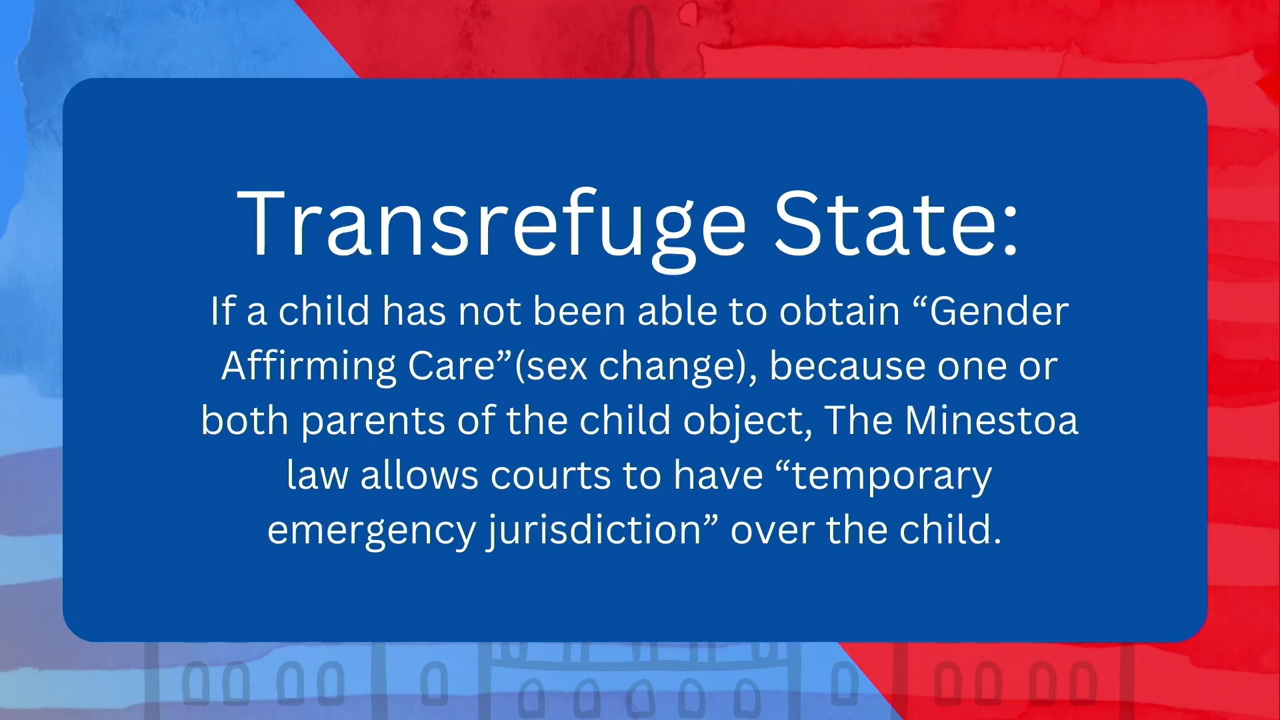 Transrefuge State:
If a child has not been able to obtain “Gender
Affirming Care”(sex change), because one or
both parents of the child object, The Minestoa
law allows courts to have “temporary
emergency jurisdiction” over the child.